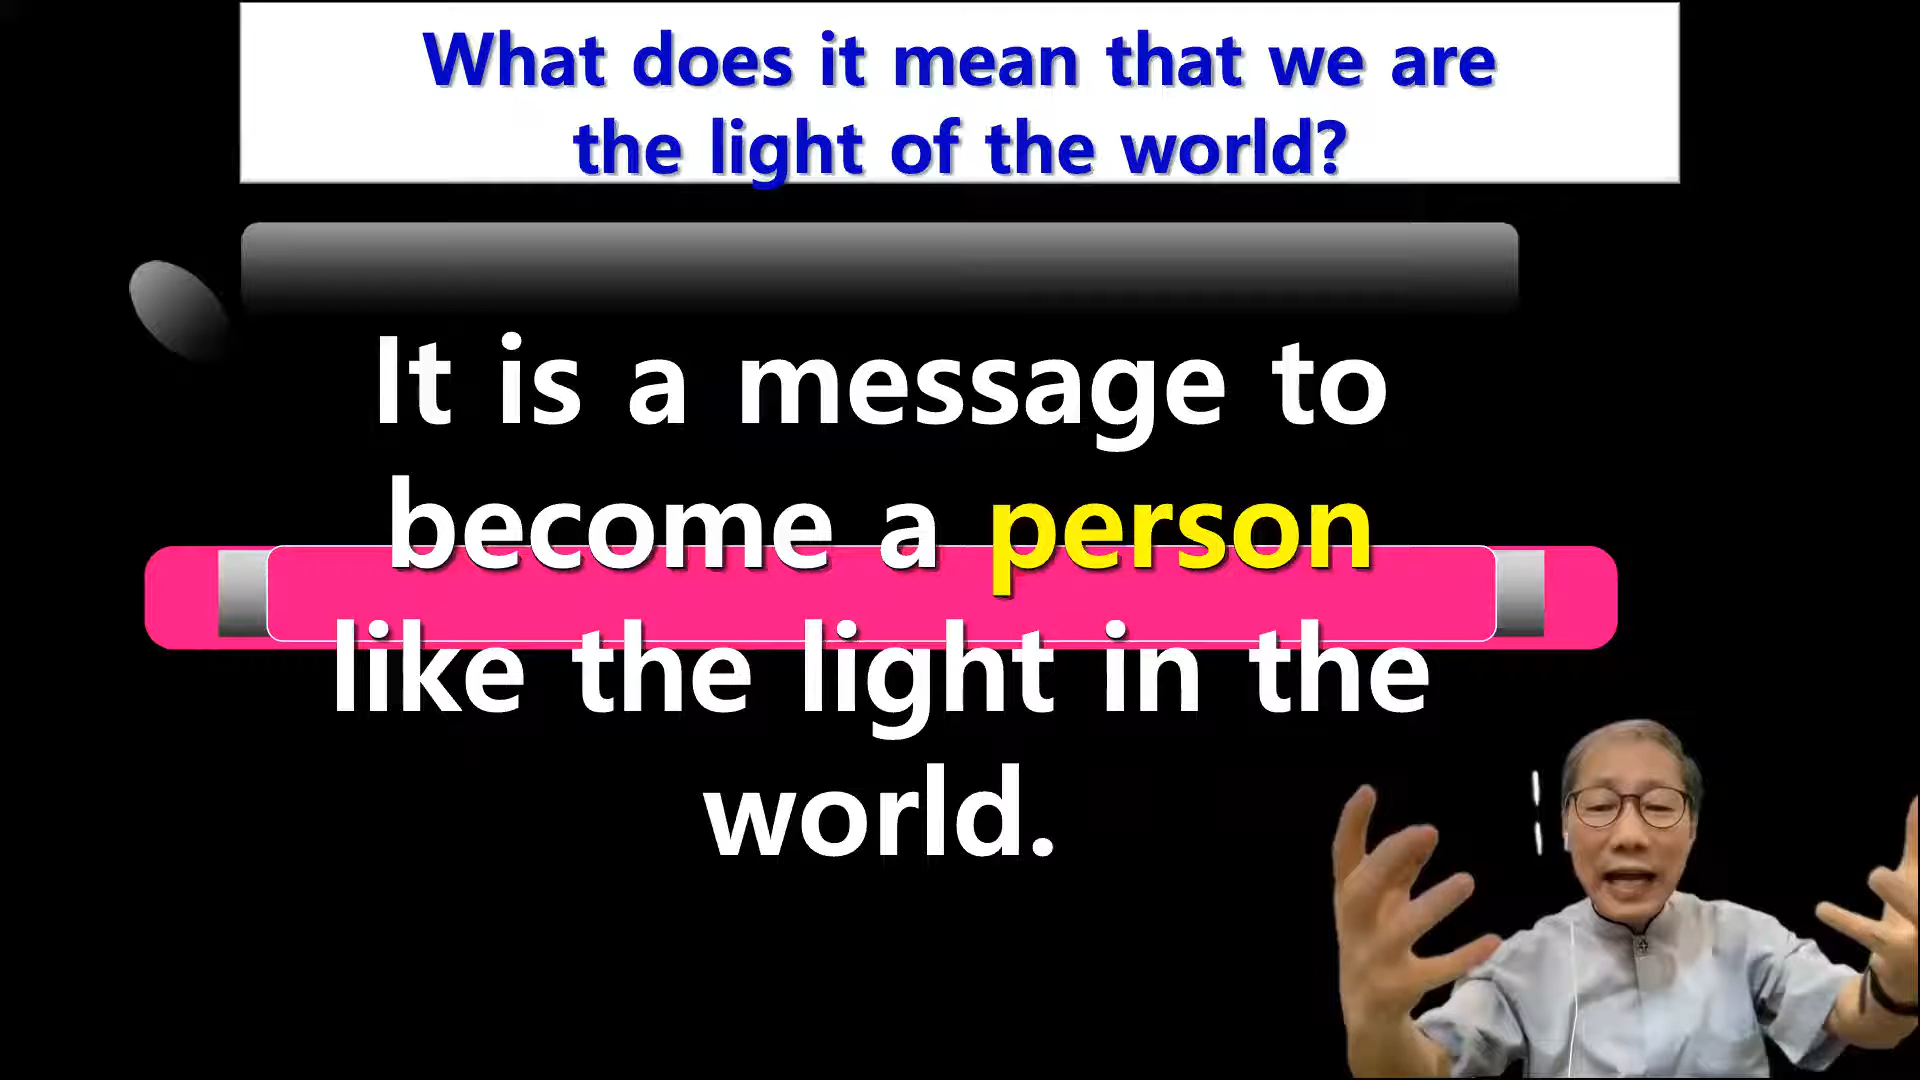 What does it mean that we are
the light of the world?
It is a message to
become a person
like the light in the
world.